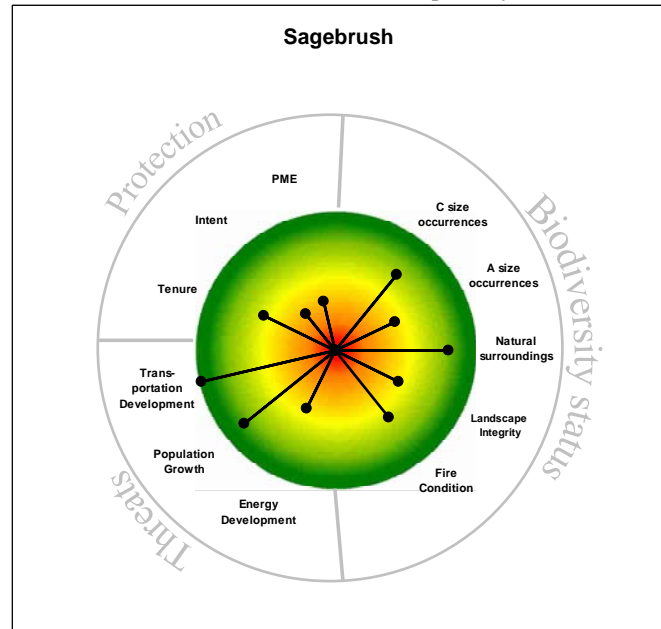 Sagebrush
Protection
PME
Intent
Tenure
C size
occurrences
A size
occurrences
Biodiversity status
Natural
surroundings
Landscape
Integrity
Fire
Condition
Trans-
portation
Development
Population
Growth
Energy
Development
Threats